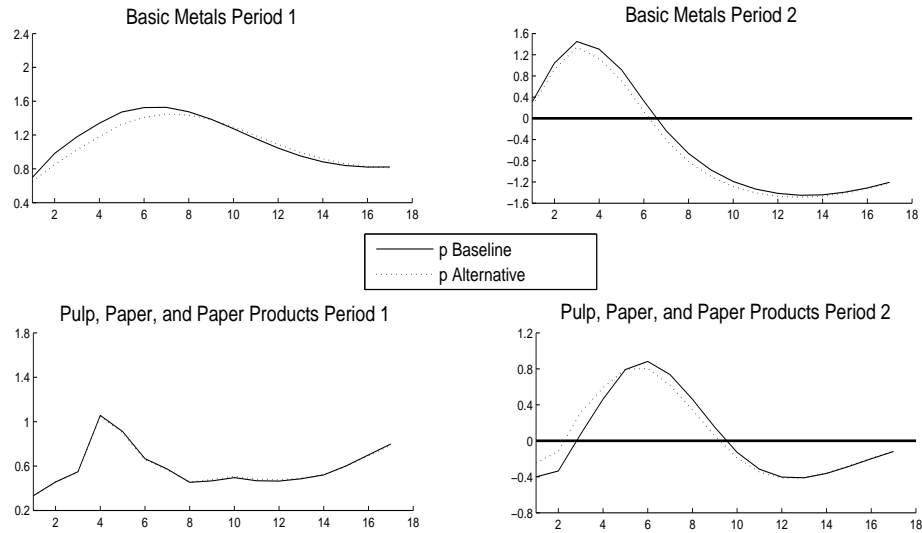 Basic Metals Period 1
2.4
2
1.6
1.2
0.8
0.4
2 4 6 8 10 12 14 16 18
Basic Metals Period 2
1.6
1.2
0.8
0.4
0
−0.4
−0.8
−1.2
−1.6
2 4 6 8 10 12 14 16 18
p Baseline
p Alternative
Pulp, Paper, and Paper Products Period 1
1.8
1.4
1
0.6
0.2
2 4 6 8 10 12 14 16 18
Pulp, Paper, and Paper Products Period 2
1.2
0.8
0.4
0
−0.4
−0.8
2 4 6 8 10 12 14 16 18